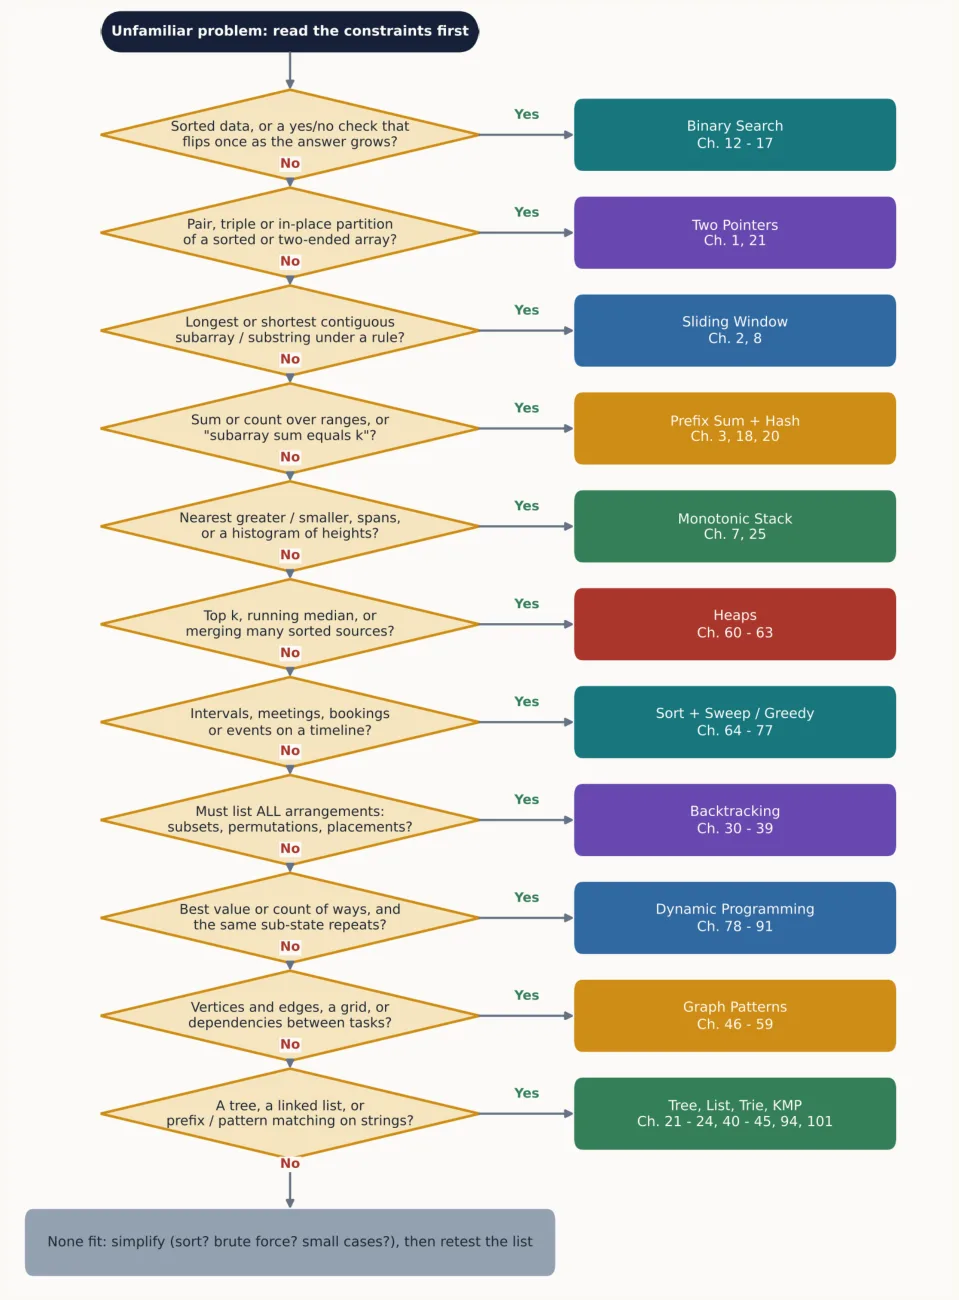 Unfamiliar problem: read the constraints first
Sorted data, or a yes/no check that
flips once as the answer grows?
No
Yes
Binary Search
Ch. 12 - 17
Pair, triple or in-place partition
of a sorted or two-ended array?
No
Yes
Two Pointers
Ch. 1, 21
Longest or shortest contiguous
subarray / substring under a rule?
No
Yes
Sliding Window
Ch. 2, 8
Sum or count over ranges, or
"subarray sum equals k"?
No
Yes
Prefix Sum + Hash
Ch. 3, 18, 20
Nearest greater / smaller, spans,
or a histogram of heights?
No
Yes
Monotonic Stack
Ch. 7, 25
Top k, running median, or
merging many sorted sources?
No
Yes
Heaps
Ch. 60 - 63
Intervals, meetings, bookings
or events on a timeline?
No
Yes
Sort + Sweep / Greedy
Ch. 64 - 77
Must list ALL arrangements:
subsets, permutations, placements?
No
Yes
Backtracking
Ch. 30 - 39
Best value or count of ways, and
the same sub-state repeats?
No
Yes
Dynamic Programming
Ch. 78 - 91
Vertices and edges, a grid, or
dependencies between tasks?
No
Yes
Graph Patterns
Ch. 46 - 59
A tree, a linked list, or
prefix / pattern matching on strings?
No
Yes
Tree, List, Trie, KMP
Ch. 21 - 24, 40 - 45, 94, 101
None fit: simplify (sort? brute force? small cases?), then retest the list